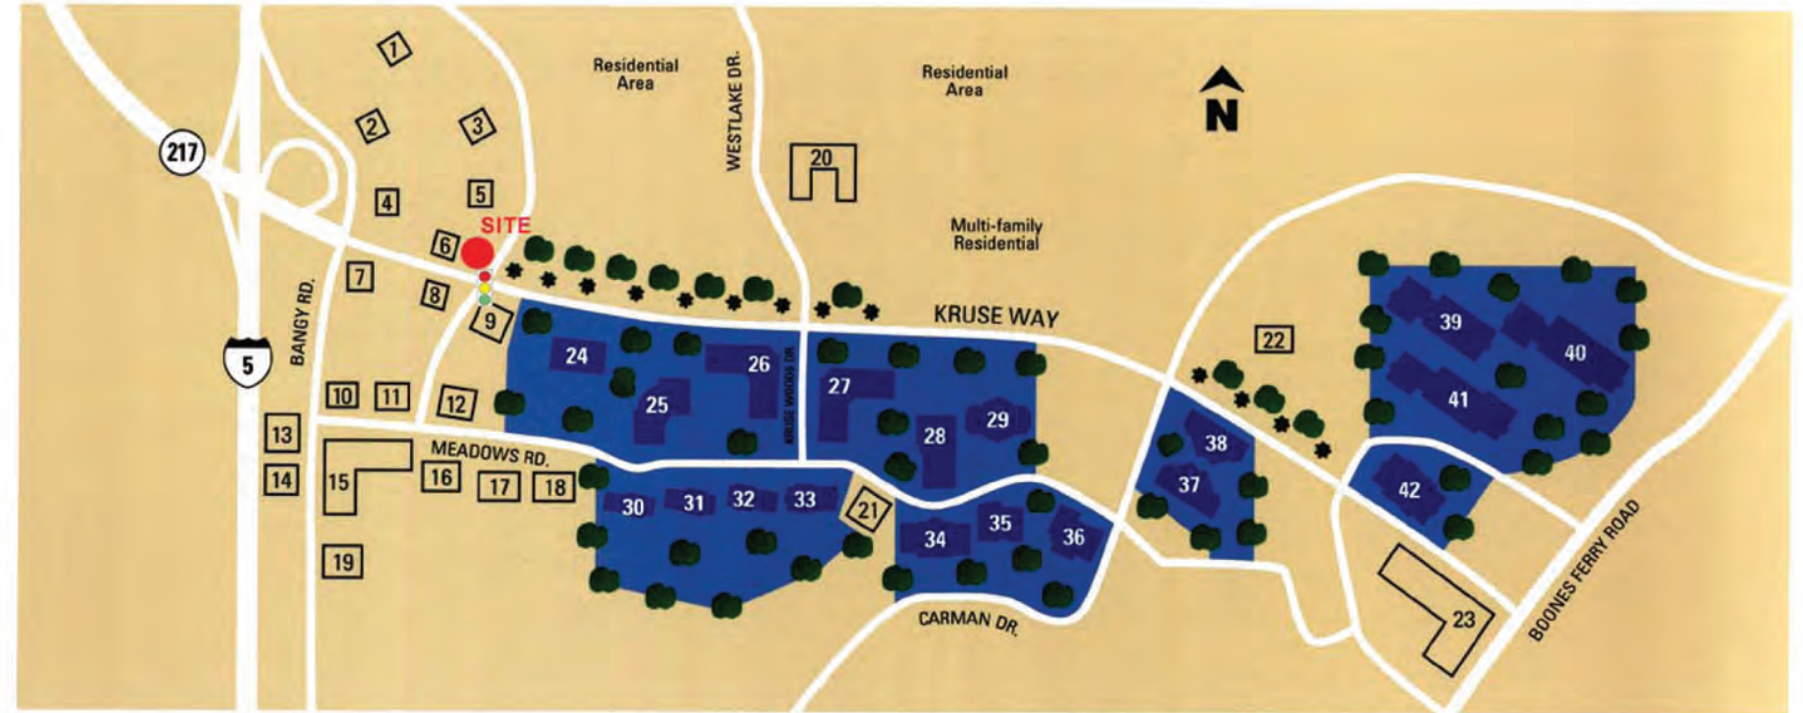 1
Residential
Area
WESTLAKE DR.
Residential
Area
N
2
3
217
20
4
5
SITE
Multi-family
Residential
6
7
8
9
BANGY RD.
KRUSE WAY
22
39
40
5
24
26
27
KRUSE WOODS DR.
25
41
10
11
12
28
29
38
13
MEADOWS RD.
14
15
16
17
18
37
42
30
31
32
33
21
34
35
36
19
CARMAN DR.
23
BOONES FERRY ROAD